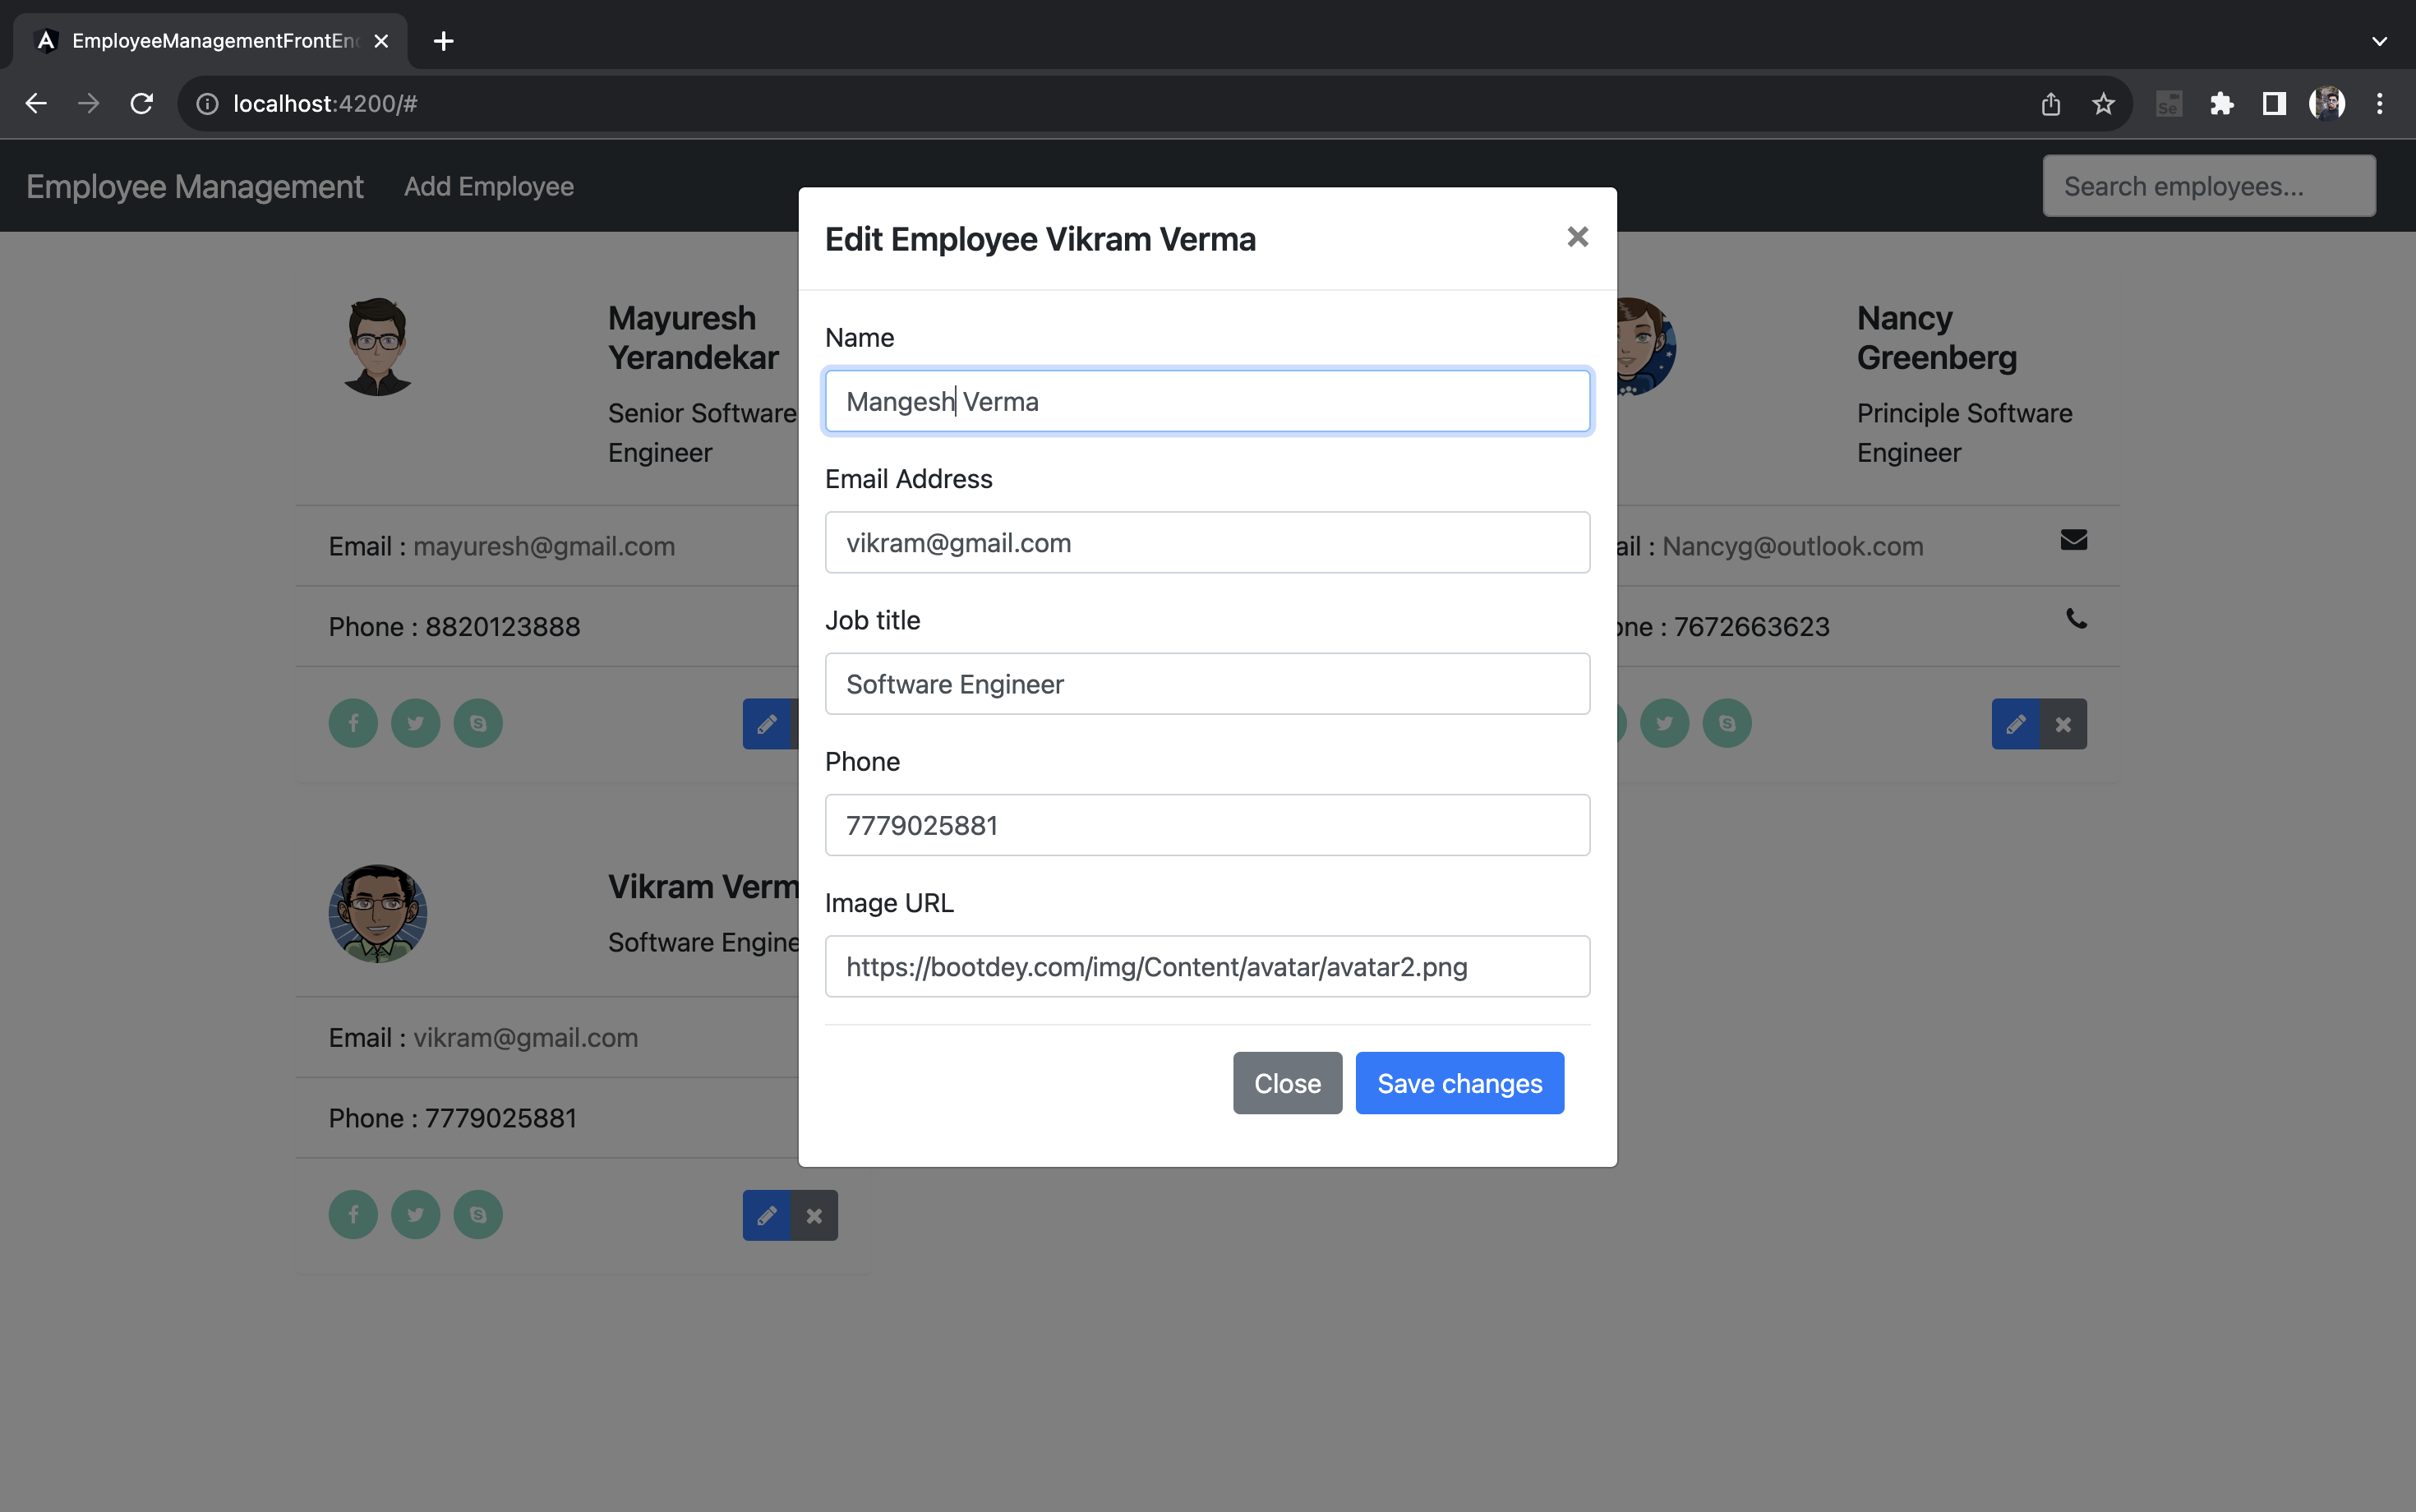 EmployeeManagementFrontEn
localhost:4200/#
Se
Employee Management
Add Employee
Search employees...
Mayuresh
Yerandekar
Senior Software
Engineer
Email : mayuresh@gmail.com
Phone : 8820123888
Vikram Verm
Software Engine
Email : vikram@gmail.com
Phone : 7779025881
Edit Employee Vikram Verma
Name
Mangesh Verma
Email Address
vikram@gmail.com
Job title
Software Engineer
Phone
7779025881
Image URL
https://bootdey.com/img/Content/avatar/avatar2.png
Close
Save changes
Nancy
Greenberg
Principle Software
Engineer
ail : Nancyg@outlook.com
one : 7672663623